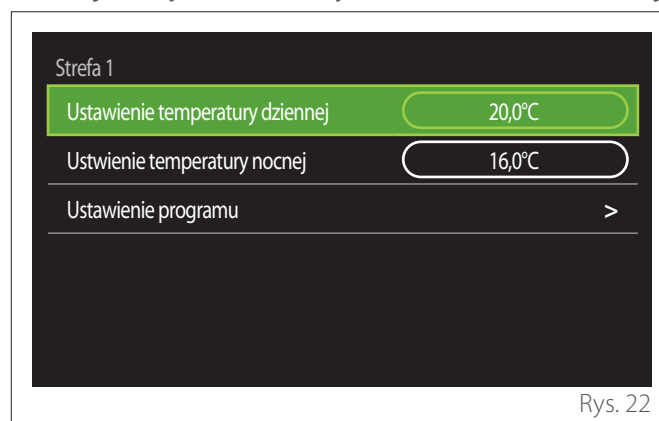 Strefa 1
Ustawienie temperatury dziennej 20,0°C
Ustwienie temperatury nocnej 16,0°C
Ustawienie programu >
Rys. 22